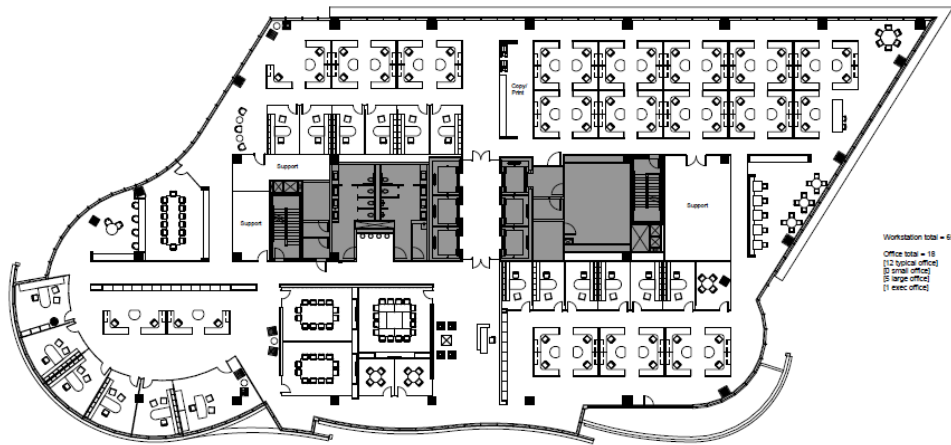 Copy/
Print
Support
Support
Support
Workstation total = 6
Office total = 18
[12 typical office]
[0 small office]
[5 large office]
[1 exec office]